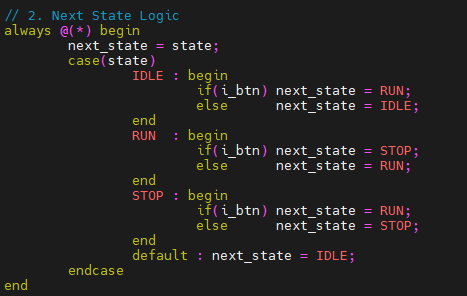 // 2. Next State Logic
always @(*) begin
        next_state = state;
        case(state)
                IDLE : begin
                        if(i_btn) next_state = RUN;
                        else      next_state = IDLE;
                end
                RUN  : begin
                        if(i_btn) next_state = STOP;
                        else      next_state = RUN;
                end
                STOP : begin
                        if(i_btn) next_state = RUN;
                        else      next_state = STOP;
                end
                default : next_state = IDLE;
        endcase
end